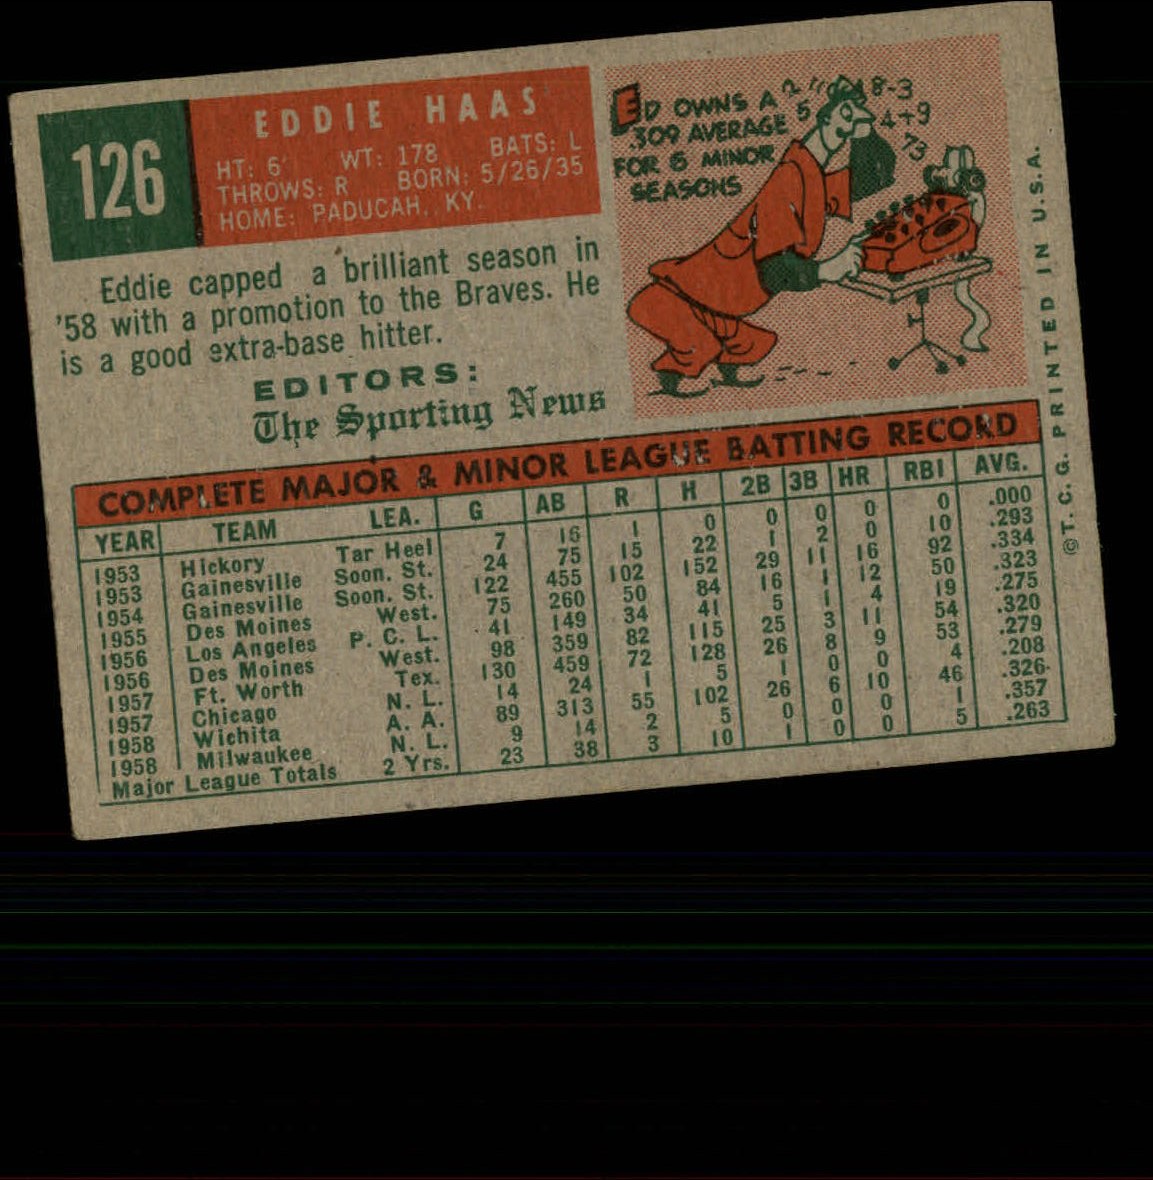 126
EDDIE HAAS
HT: 6' WT: 178 BATS: L
THROWS: R BORN: 5/26/35
HOME: PADUCAH, KY.
Eddie capped a brilliant season in
'58 with a promotion to the Braves. He
is a good extra-base hitter.
EDITORS:
The Sporting News
ED OWNS A
.309 AVERAGE
FOR 6 MINOR
SEASONS
8-3
5
4+9
73
COMPLETE MAJOR & MINOR LEAGUE BATTING RECORD
YEAR TEAM LEA. G AB R H 2B 3B HR RBI AVG.
1953 Hickory Tar Heel 7 16 1 0 0 0 0 0 .000
1953 Gainesville Soon. St. 24 75 15 22 1 2 0 10 .293
1954 Gainesville Soon. St. 122 455 102 152 29 11 16 92 .334
1955 Des Moines West. 75 260 50 84 16 1 12 50 .323
1956 Los Angeles P. C. L. 41 149 34 41 5 1 4 19 .275
1956 Des Moines West. 98 359 82 115 25 3 11 54 .320
1957 Ft. Worth Tex. 130 459 72 128 26 8 9 53 .279
1957 Chicago N. L. 14 24 1 5 1 0 0 4 .208
1958 Wichita A. A. 89 313 55 102 26 6 10 46 .326
1958 Milwaukee N. L. 9 14 2 5 0 0 0 1 .357
Major League Totals 2 Yrs. 23 38 3 10 1 0 0 5 .263
©T. C. G. PRINTED IN U.S.A.